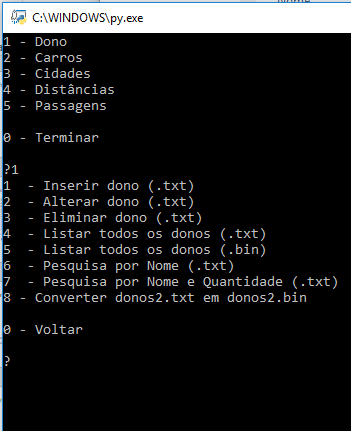 C:\WINDOWS\py.exe
1 - Dono
2 - Carros
3 - Cidades
4 - Distâncias
5 - Passagens
0 - Terminar
?1
1  - Inserir dono (.txt)
2  - Alterar dono (.txt)
3  - Eliminar dono (.txt)
4  - Listar todos os donos (.txt)
5  - Listar todos os donos (.bin)
6  - Pesquisa por Nome (.txt)
7  - Pesquisa por Nome e Quantidade (.txt)
8 - Converter donos2.txt em donos2.bin
0 - Voltar
?